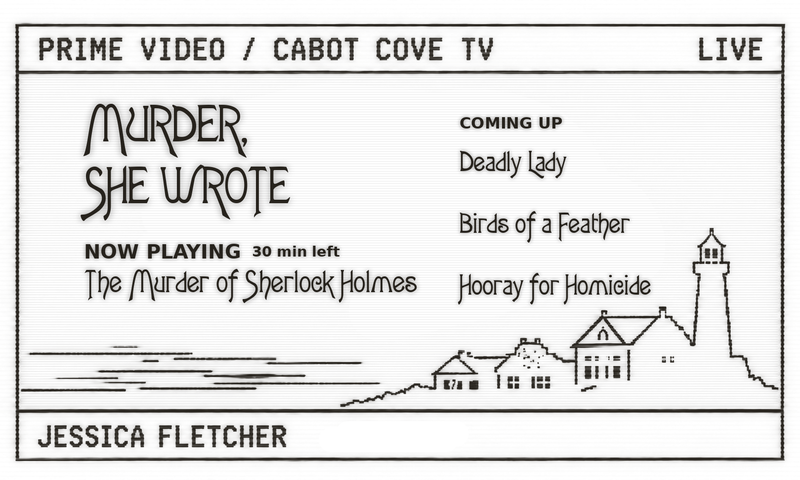 PRIME VIDEO / CABOT COVE TV LIVE
MURDER,
SHE WROTE
NOW PLAYING 30 min left
The Murder of Sherlock Holmes
COMING UP
Deadly Lady
Birds of a Feather
Hooray for Homicide
JESSICA FLETCHER